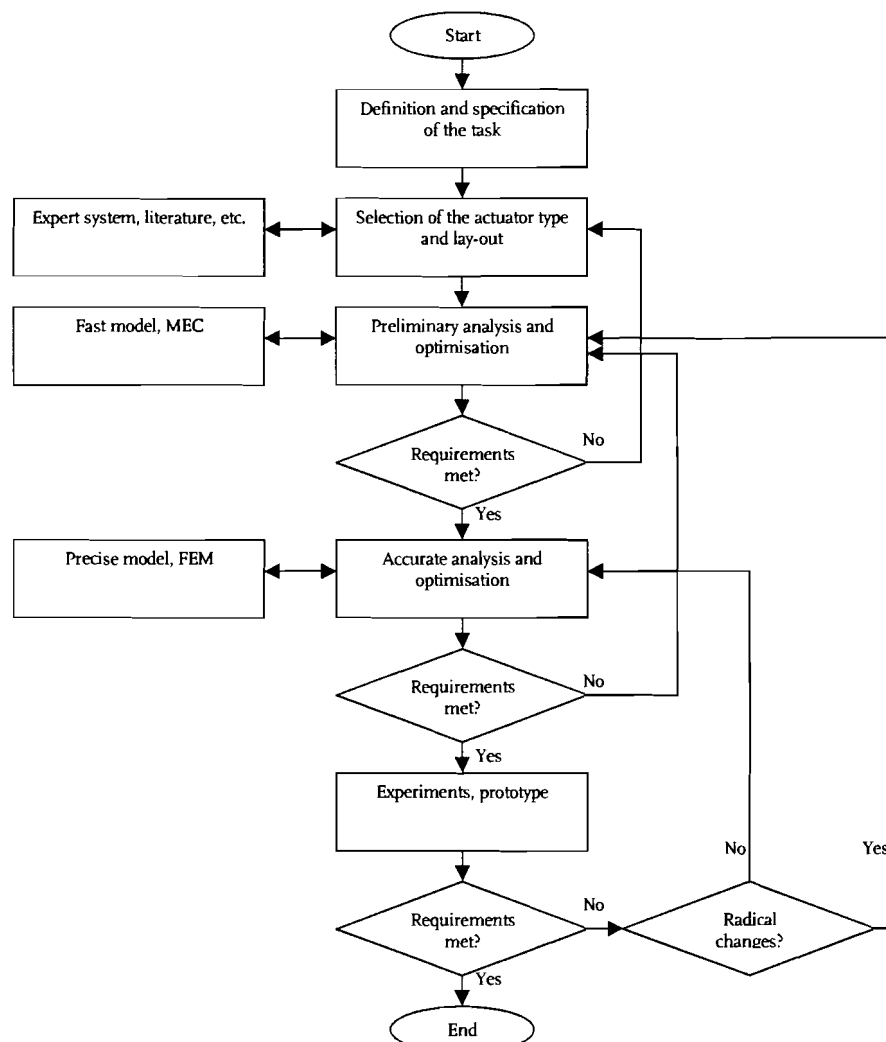 Start
Definition and specification
of the task
Expert system, literature, etc.
Selection of the actuator type
and lay-out
Fast model, MEC
Preliminary analysis and
optimisation
No
Requirements
met?
Yes
Precise model, FEM
Accurate analysis and
optimisation
No
Requirements
met?
Yes
Experiments, prototype
No
Yes
No
Requirements
met?
Radical
changes?
Yes
End